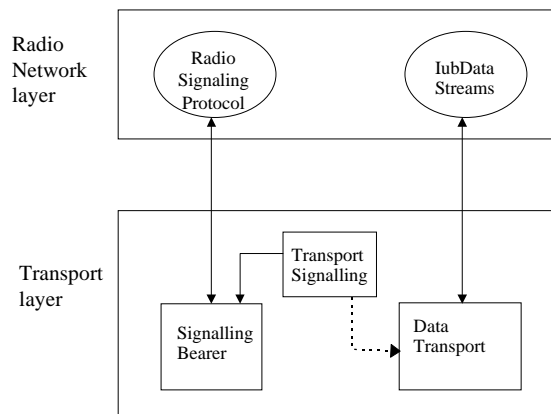 Radio
Network
layer
Radio
Signaling
Protocol
IubData
Streams
Transport
layer
Transport
Signalling
Signalling
Bearer
Data
Transport